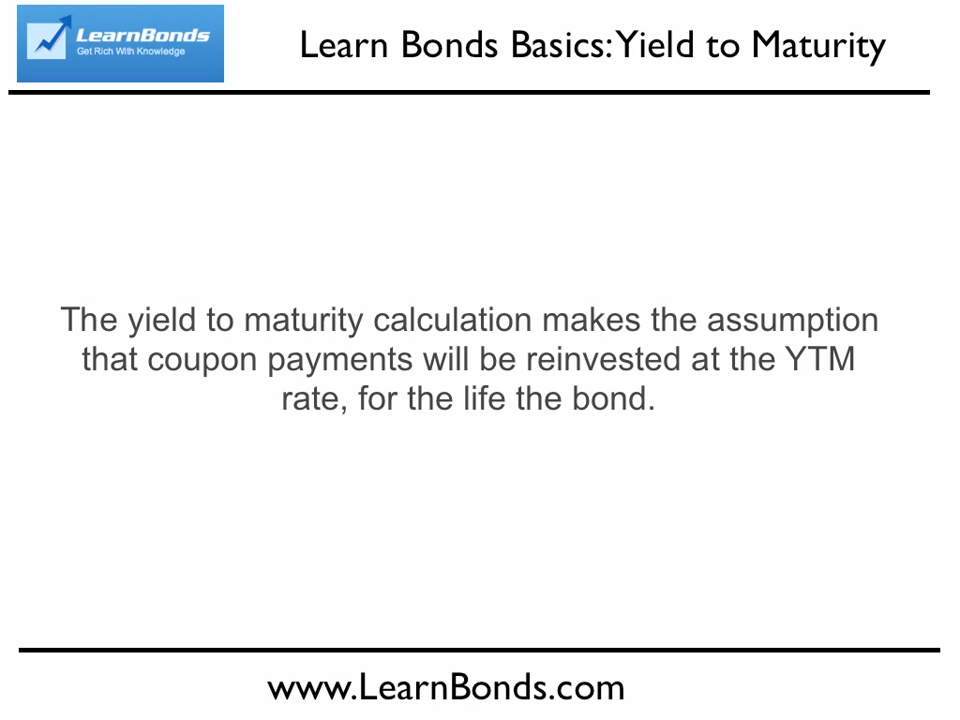 LearnBonds
Get Rich With Knowledge
Learn Bonds Basics: Yield to Maturity
The yield to maturity calculation makes the assumption
that coupon payments will be reinvested at the YTM
rate, for the life the bond.
www.LearnBonds.com